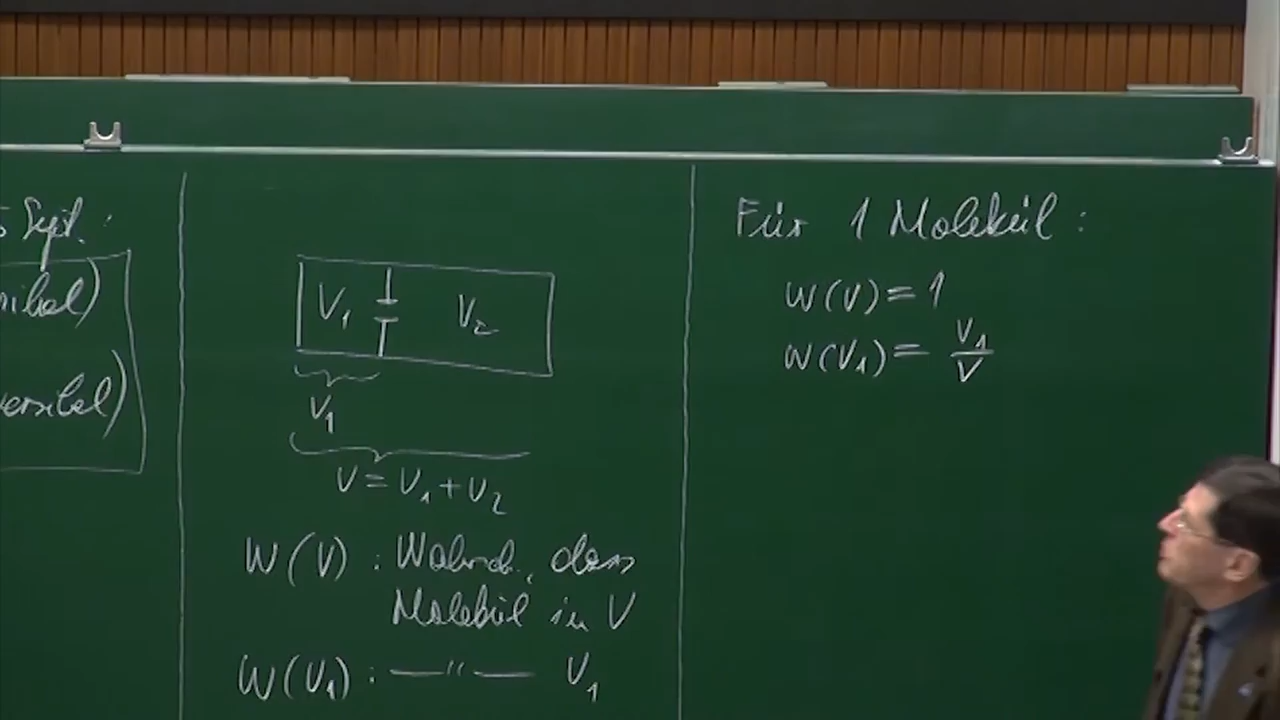 V₁ V₂
V₁
V = V₁ + V₂
W(V) : Wahrsch., dass
Molekül in V
W(V₁) : —"— V₁
Für 1 Molekül :
W(V) = 1
W(V₁) = V₁/V